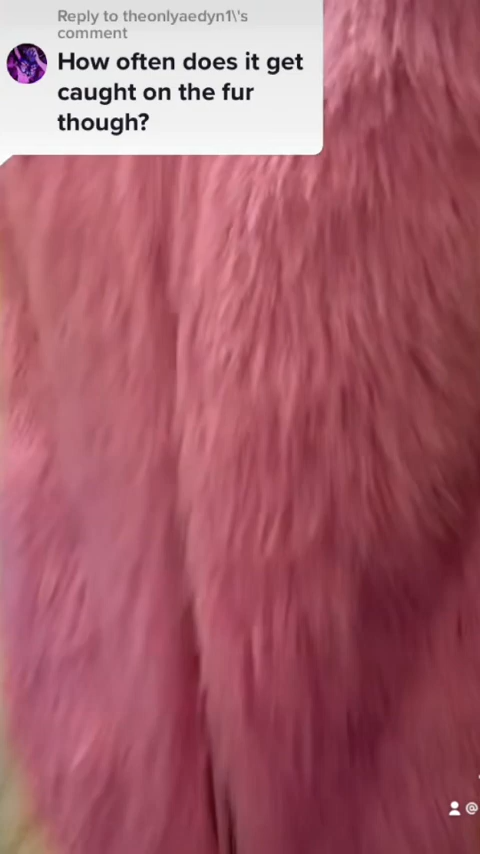 Reply to theonlyaedyn1\'s
comment
How often does it get
caught on the fur
though?
@